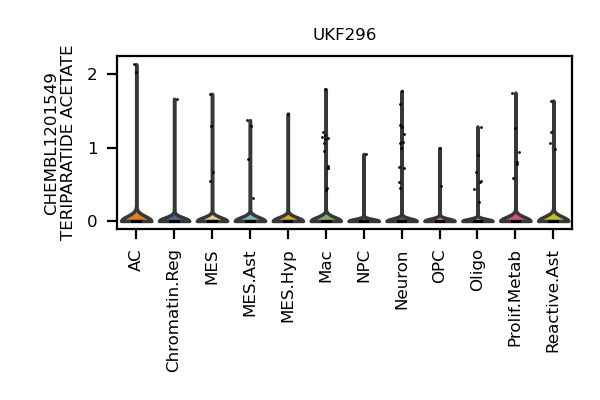 UKF296
CHEMBL1201549
TERIPARATIDE ACETATE
2
1
0
AC
Chromatin.Reg
MES
MES.Ast
MES.Hyp
Mac
NPC
Neuron
OPC
Oligo
Prolif.Metab
Reactive.Ast